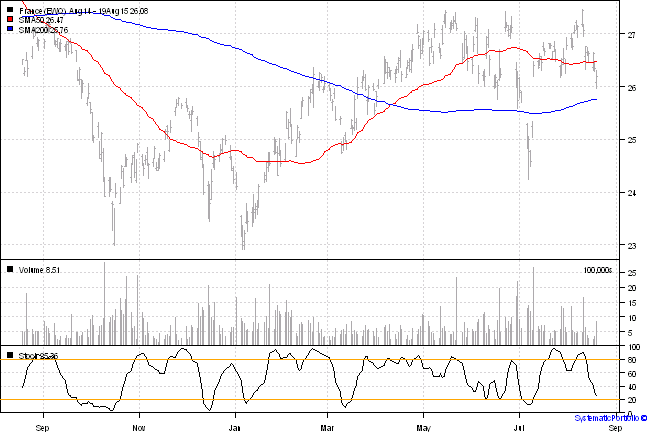 France (EWQ) Aug14 - 19Aug15 26.08
SMA50 26.47
SMA200 25.76
27
26
25
24
23
Volume 8.51
100,000s
25
20
15
10
5
Stoch 25.36
100
80
60
40
20
0
Sep Nov Jan Mar May Jul Sep
SystematicPortfolio ©